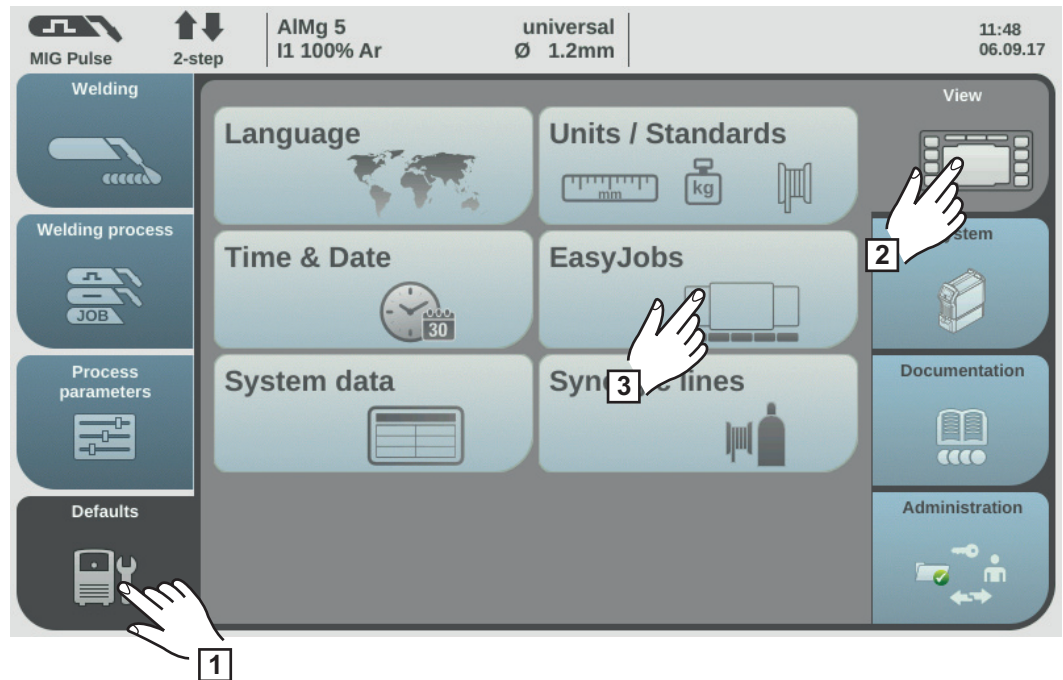 MIG Pulse
2-step
AlMg 5
I1 100% Ar
universal
Ø 1.2mm
11:48
06.09.17
Welding
Welding process
JOB
Process
parameters
Defaults
Language
Units / Standards
mm
kg
Time & Date
30
EasyJobs
System data
lines
View
Documentation
Administration
1
2
3